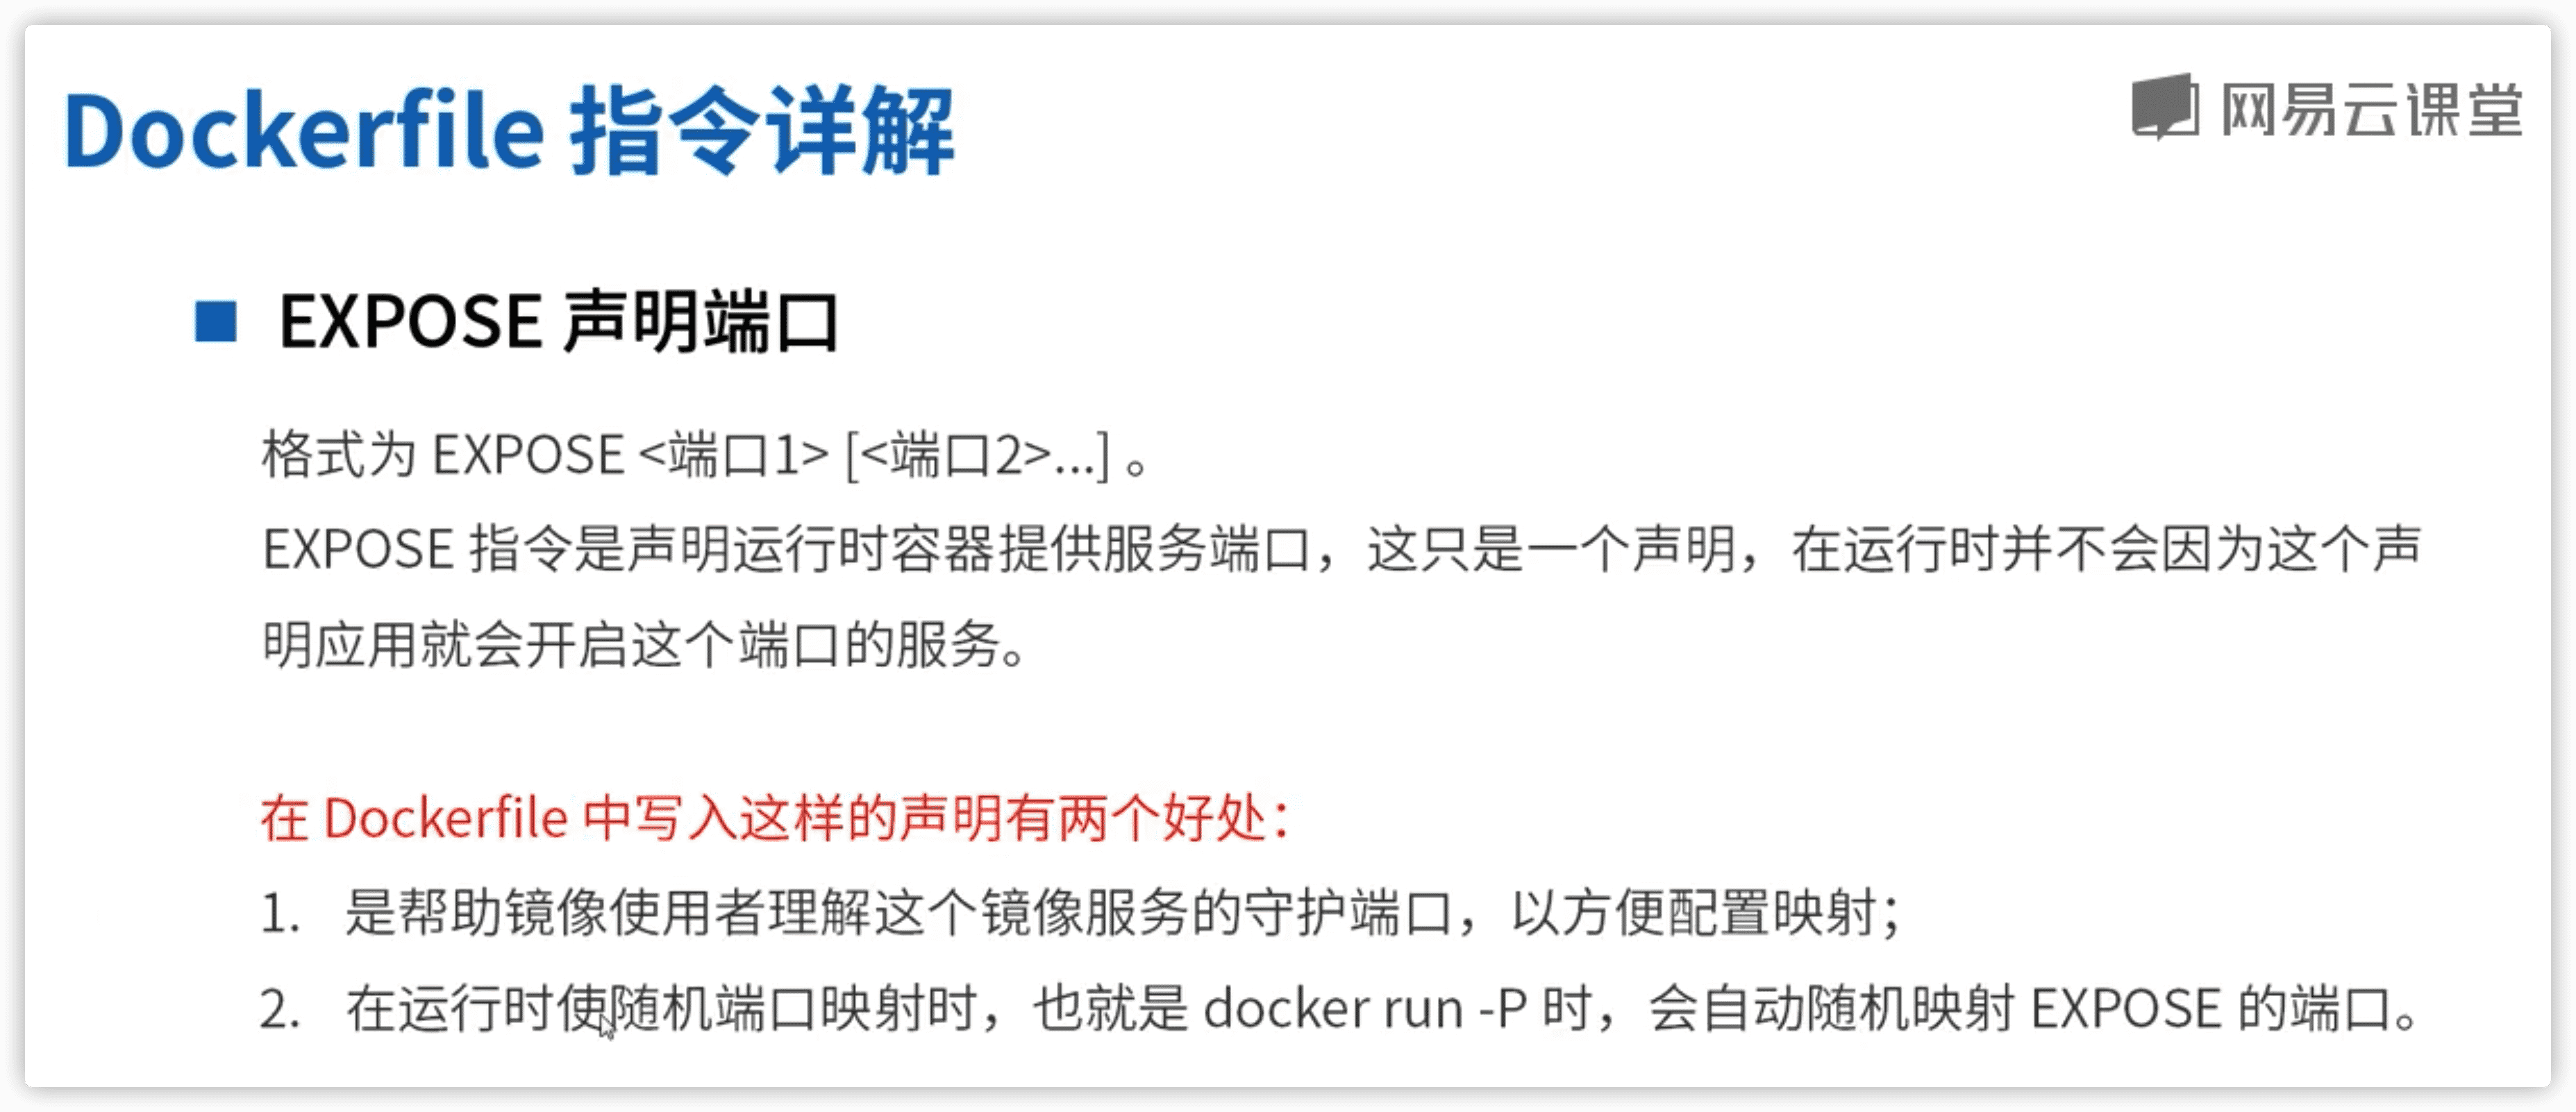 Dockerfile 指令详解
网易云课堂
EXPOSE 声明端口
格式为 EXPOSE <端口1> [<端口2>...] 。
EXPOSE 指令是声明运行时容器提供服务端口，这只是一个声明，在运行时并不会因为这个声
明应用就会开启这个端口的服务。
在 Dockerfile 中写入这样的声明有两个好处：
1. 是帮助镜像使用者理解这个镜像服务的守护端口，以方便配置映射；
2. 在运行时使随机端口映射时，也就是 docker run -P 时，会自动随机映射 EXPOSE 的端口。